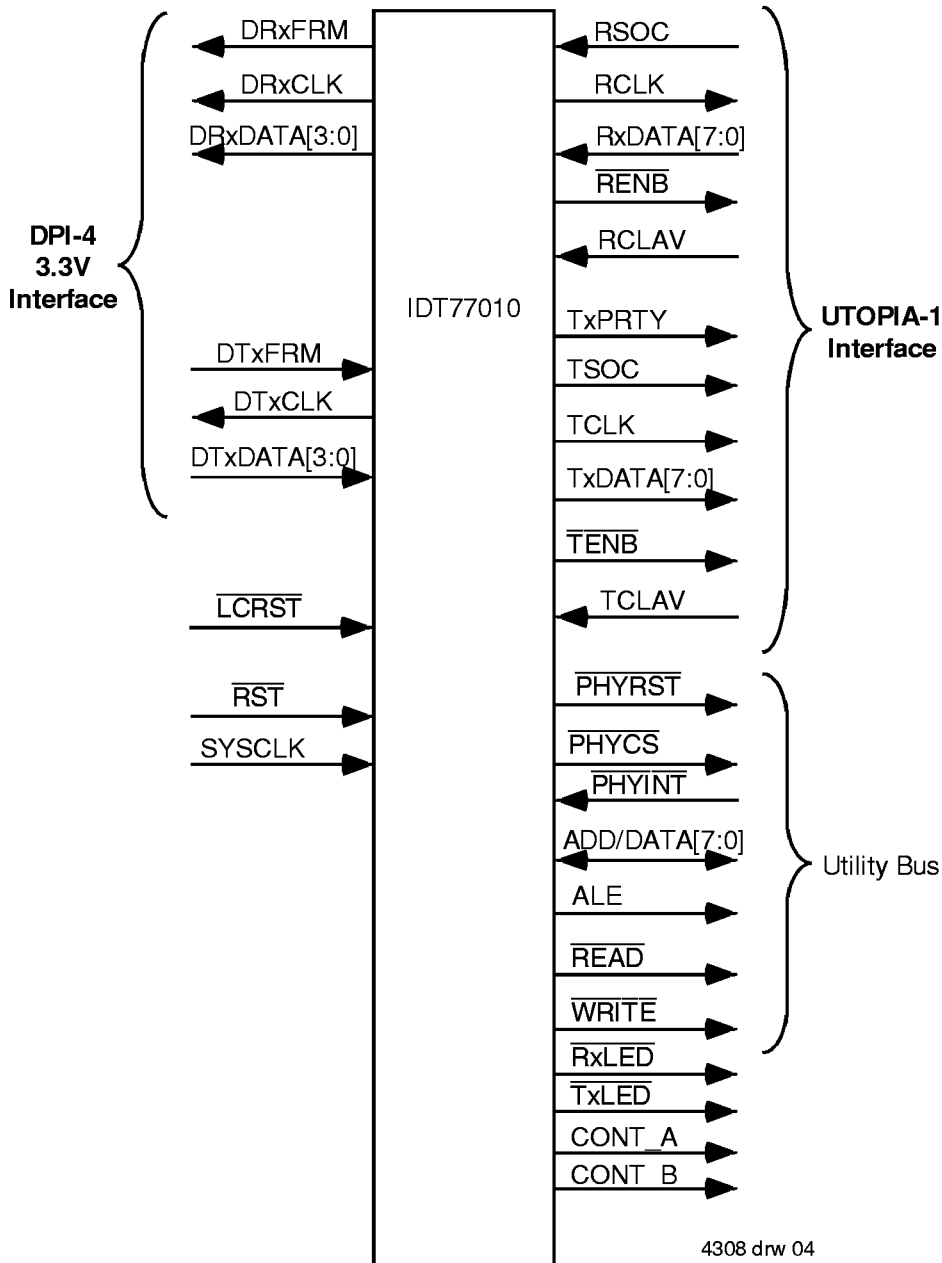 DRxFRM
DRxCLK
DRxDATA[3:0]
DPI-4
3.3V
Interface
DTxFRM
DTxCLK
DTxDATA[3:0]
LCRST
RST
SYSCLK
IDT77010
RSOC
RCLK
RxDATA[7:0]
RENB
RCLAV
TxPRTY
TSOC
TCLK
TxDATA[7:0]
TENB
TCLAV
UTOPIA-1
Interface
PHYRST
PHYCS
PHYINT
ADD/DATA[7:0]
ALE
READ
WRITE
Utility Bus
RxLED
TxLED
CONT_A
CONT_B
4308 drw 04